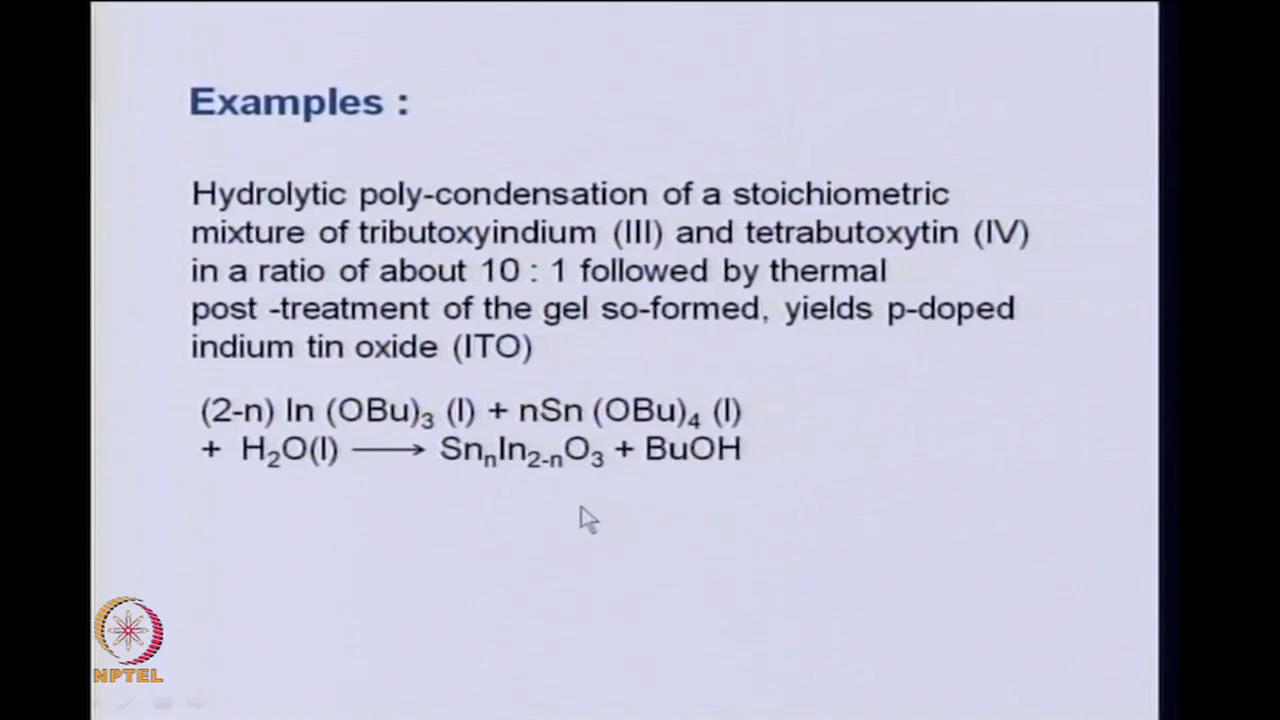 Examples :
Hydrolytic poly-condensation of a stoichiometric
mixture of tributoxyindium (III) and tetrabutoxytin (IV)
in a ratio of about 10 : 1 followed by thermal
post -treatment of the gel so-formed, yields p-doped
indium tin oxide (ITO)
(2-n) In (OBu)₃ (l) + nSn (OBu)₄ (l)
+ H₂O(l) ⟶ SnₙIn₂₋ₙO₃ + BuOH
NPTEL